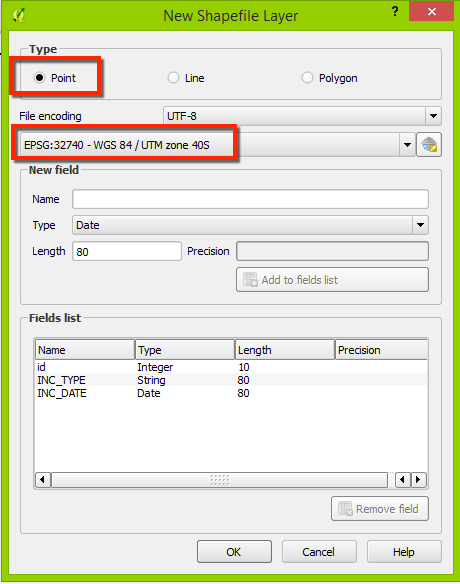 New Shapefile Layer
?
Type
Point Line Polygon
File encoding UTF-8
EPSG:32740 - WGS 84 / UTM zone 40S
New field
Name
Type Date
Length 80 Precision
Add to fields list
Fields list
Name Type Length Precision
id Integer 10
INC_TYPE String 80
INC_DATE Date 80
Remove field
OK Cancel Help